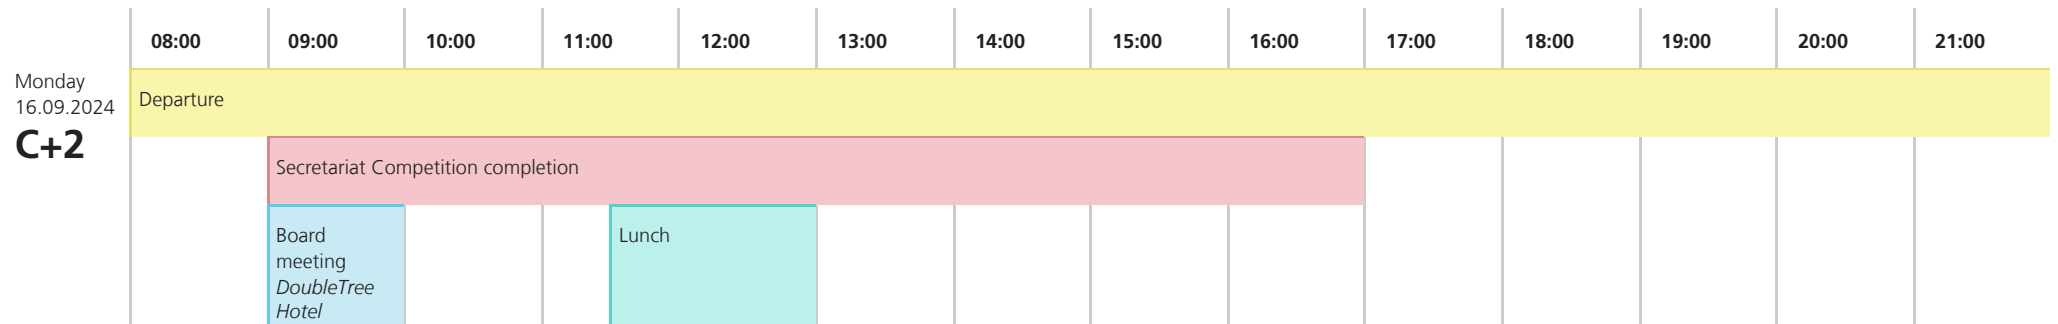 08:00 09:00 10:00 11:00 12:00 13:00 14:00 15:00 16:00 17:00 18:00 19:00 20:00 21:00
Monday
16.09.2024
C+2
Departure
Secretariat Competition completion
Board
meeting
DoubleTree
Hotel
Lunch